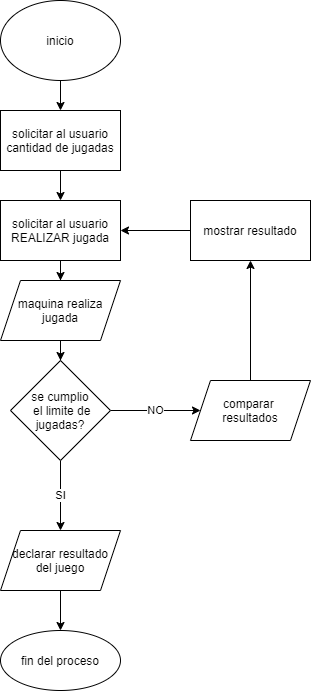 inicio
solicitar al usuario
cantidad de jugadas
solicitar al usuario
REALIZAR jugada
mostrar resultado
maquina realiza
jugada
se cumplio
el limite de
jugadas?
NO
comparar
resultados
SI
declarar resultado
del juego
fin del proceso